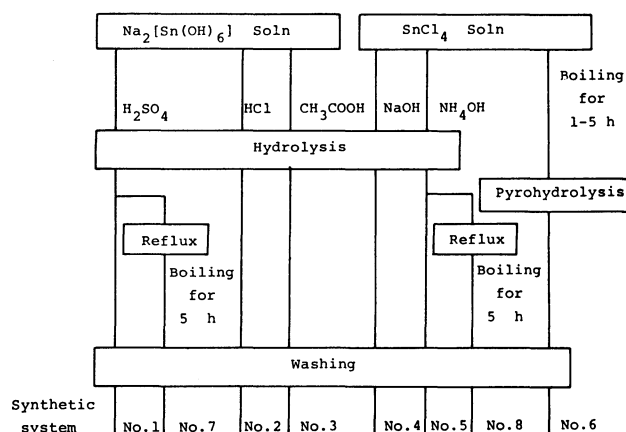 Na2[Sn(OH)6] Soln
SnCl4 Soln
Boiling
for
1-5 h
H2SO4
HCl
CH3COOH
NaOH
NH4OH
Hydrolysis
Pyrohydrolysis
Reflux
Reflux
Boiling
for
5 h
Boiling
for
5 h
Washing
Synthetic
system
No.1 No.7 No.2 No.3 No.4 No.5 No.8 No.6